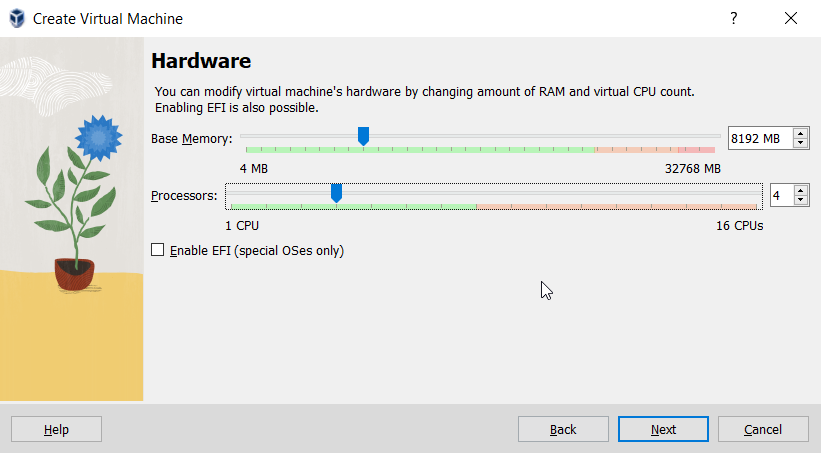 Create Virtual Machine
?
Hardware
You can modify virtual machine's hardware by changing amount of RAM and virtual CPU count.
Enabling EFI is also possible.
Base Memory:
8192 MB
4 MB
32768 MB
Processors:
4
1 CPU
16 CPUs
Enable EFI (special OSes only)
Help
Back
Next
Cancel